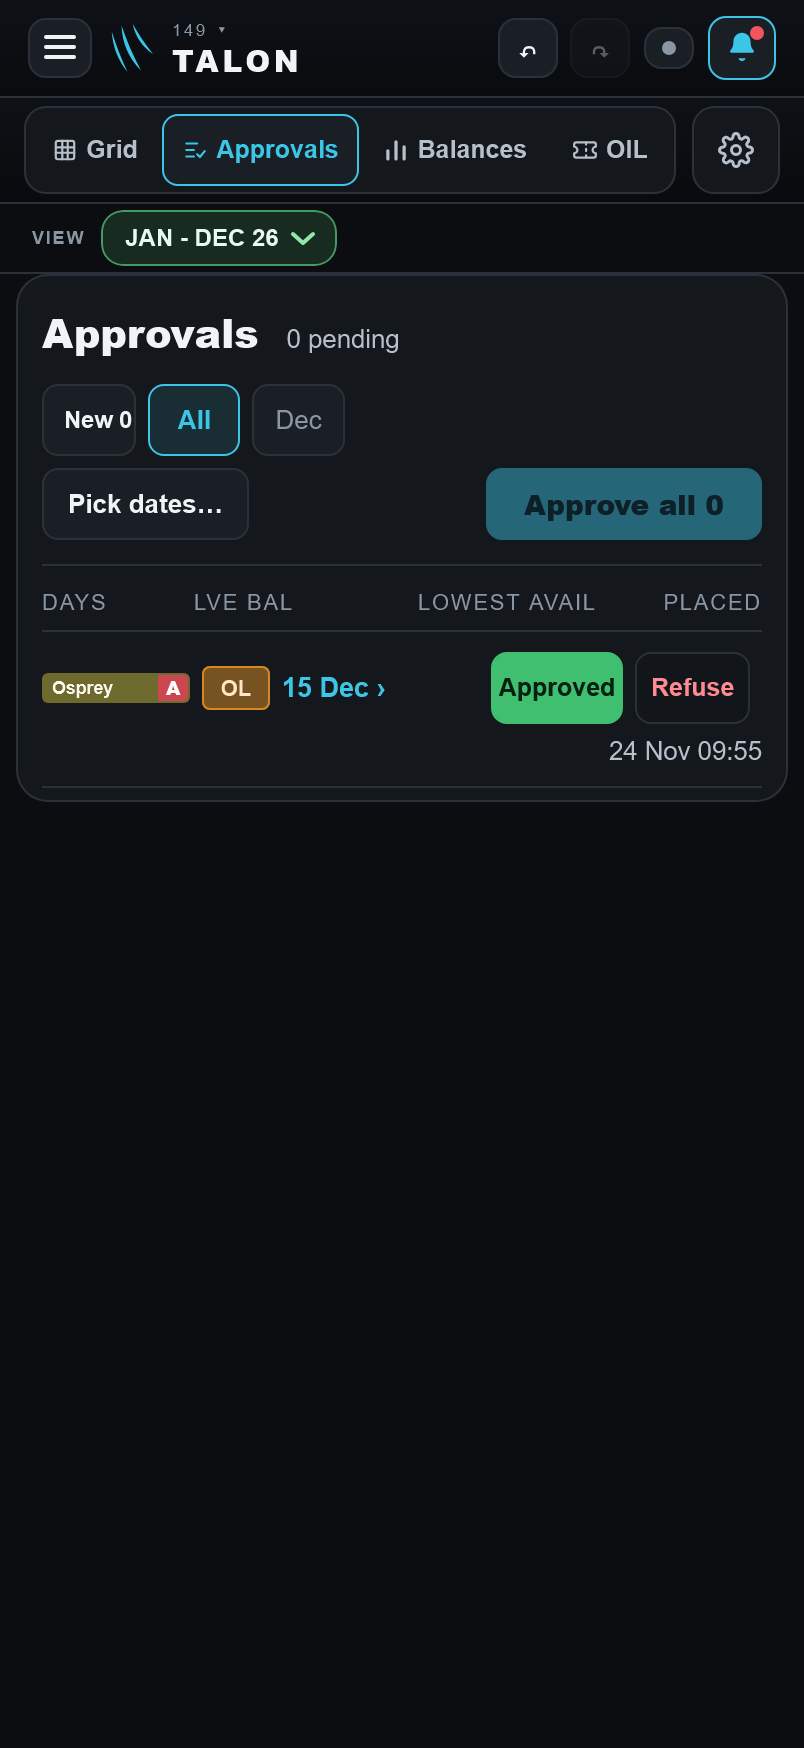 149 ▾
TALON
Grid Approvals Balances OIL
VIEW JAN - DEC 26
Approvals 0 pending
New 0 All Dec
Pick dates... Approve all 0
DAYS LVE BAL LOWEST AVAIL PLACED
Osprey A OL 15 Dec › Approved Refuse
24 Nov 09:55